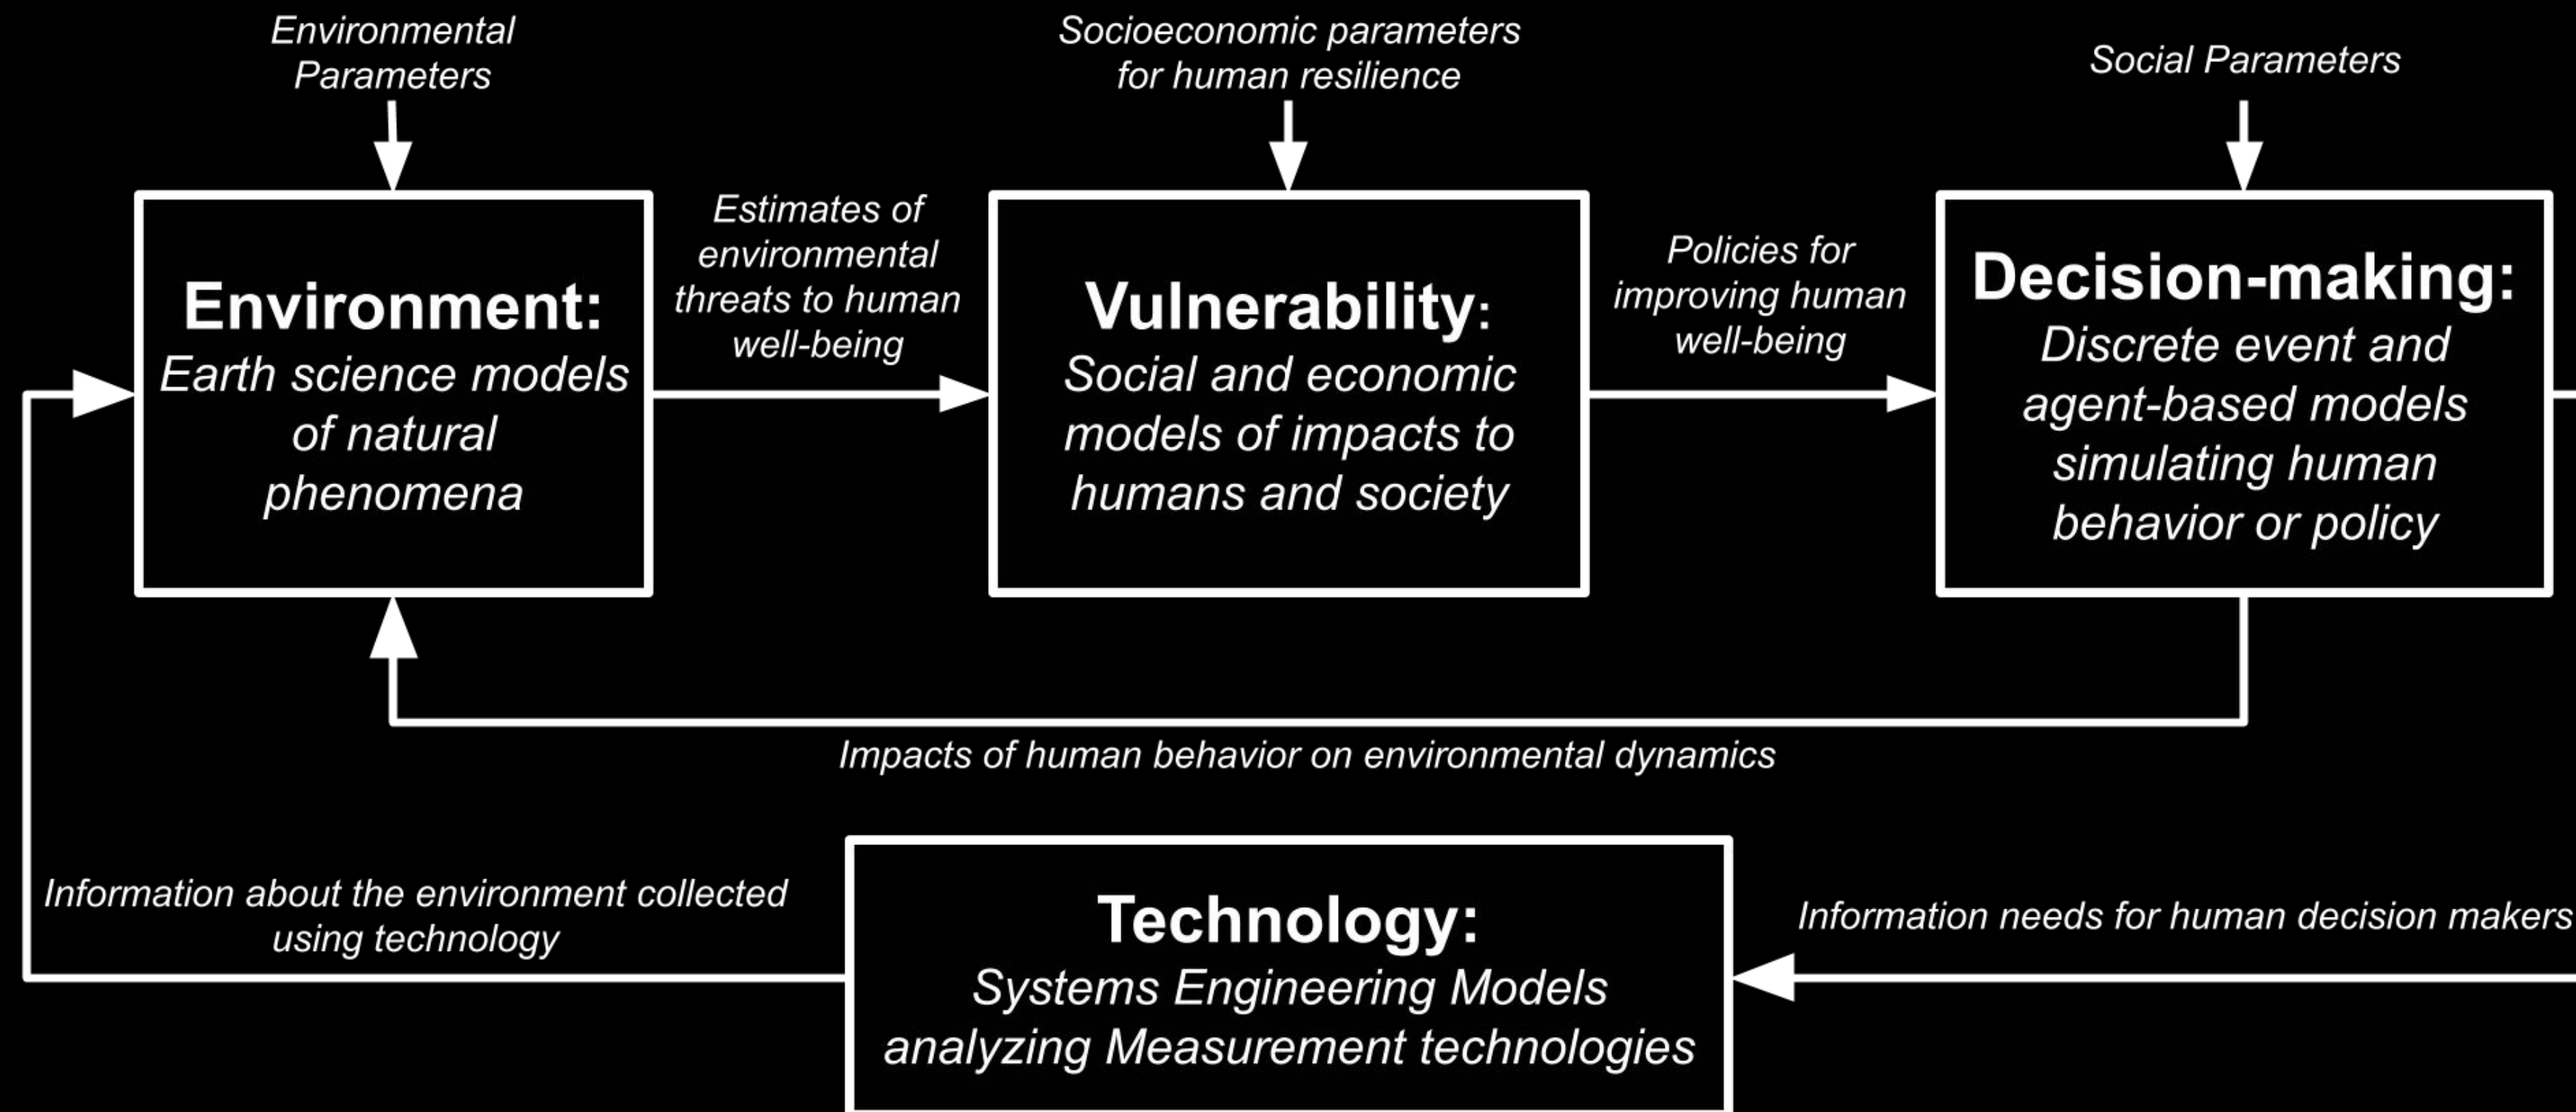 Environmental
Parameters
Socioeconomic parameters
for human resilience
Social Parameters
Environment:
Earth science models
of natural
phenomena
Estimates of
environmental
threats to human
well-being
Vulnerability:
Social and economic
models of impacts to
humans and society
Policies for
improving human
well-being
Decision-making:
Discrete event and
agent-based models
simulating human
behavior or policy
Impacts of human behavior on environmental dynamics
Information about the environment collected
using technology
Technology:
Systems Engineering Models
analyzing Measurement technologies
Information needs for human decision makers